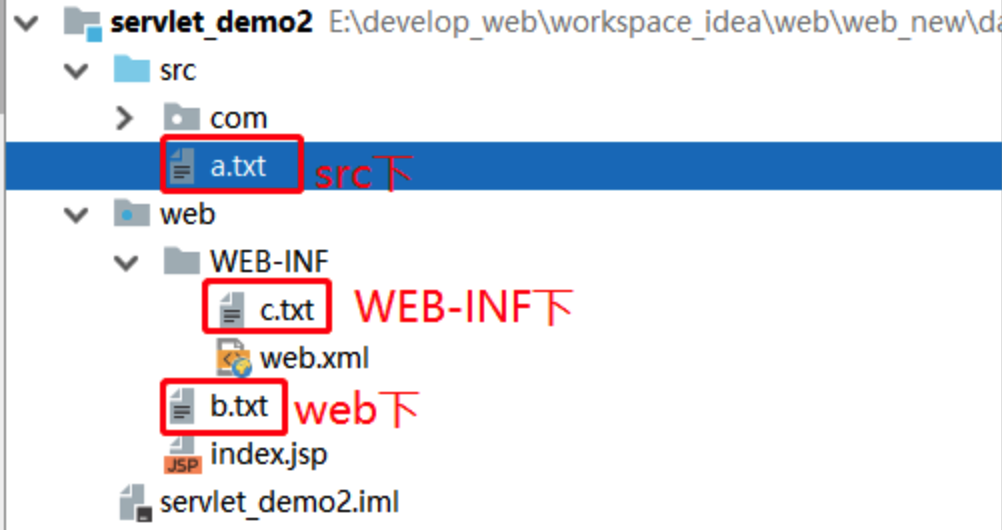 servlet_demo2 E:\develop_web\workspace_idea\web\web_new\da
src
com
a.txt src下
web
WEB-INF
c.txt WEB-INF下
web.xml
b.txt web下
JSP index.jsp
servlet_demo2.iml